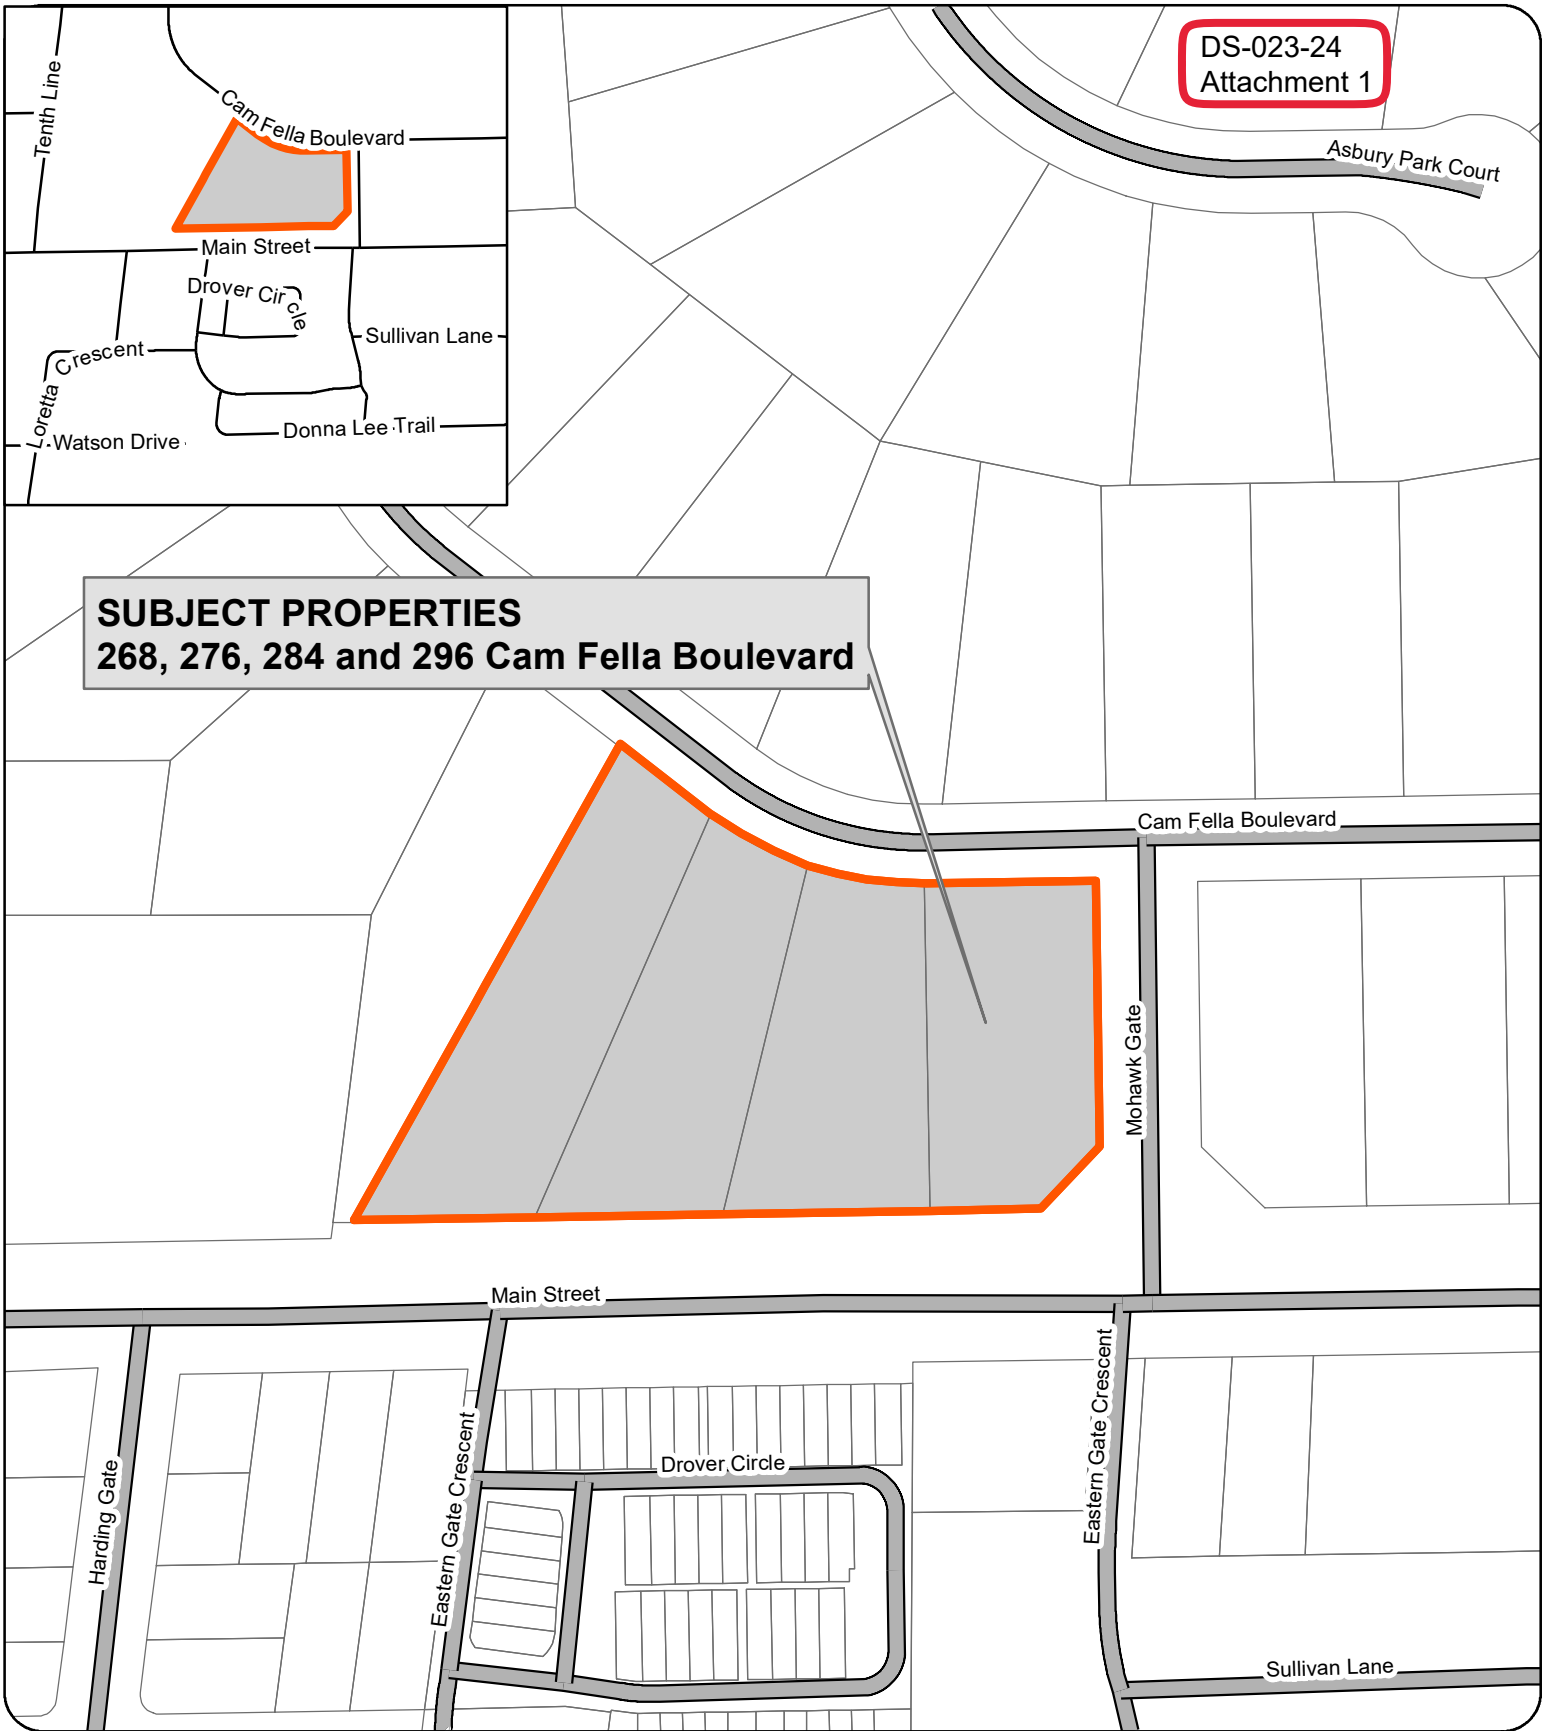 DS-023-24
Attachment 1
Tenth Line
Cam Fella Boulevard
Main Street
Drover Circle
Sullivan Lane
Loretta Crescent
Donna Lee Trail
Watson Drive
Asbury Park Court
SUBJECT PROPERTIES
268, 276, 284 and 296 Cam Fella Boulevard
Cam Fella Boulevard
Mohawk Gate
Main Street
Eastern Gate Crescent
Eastern Gate Crescent
Harding Gate
Drover Circle
Sullivan Lane